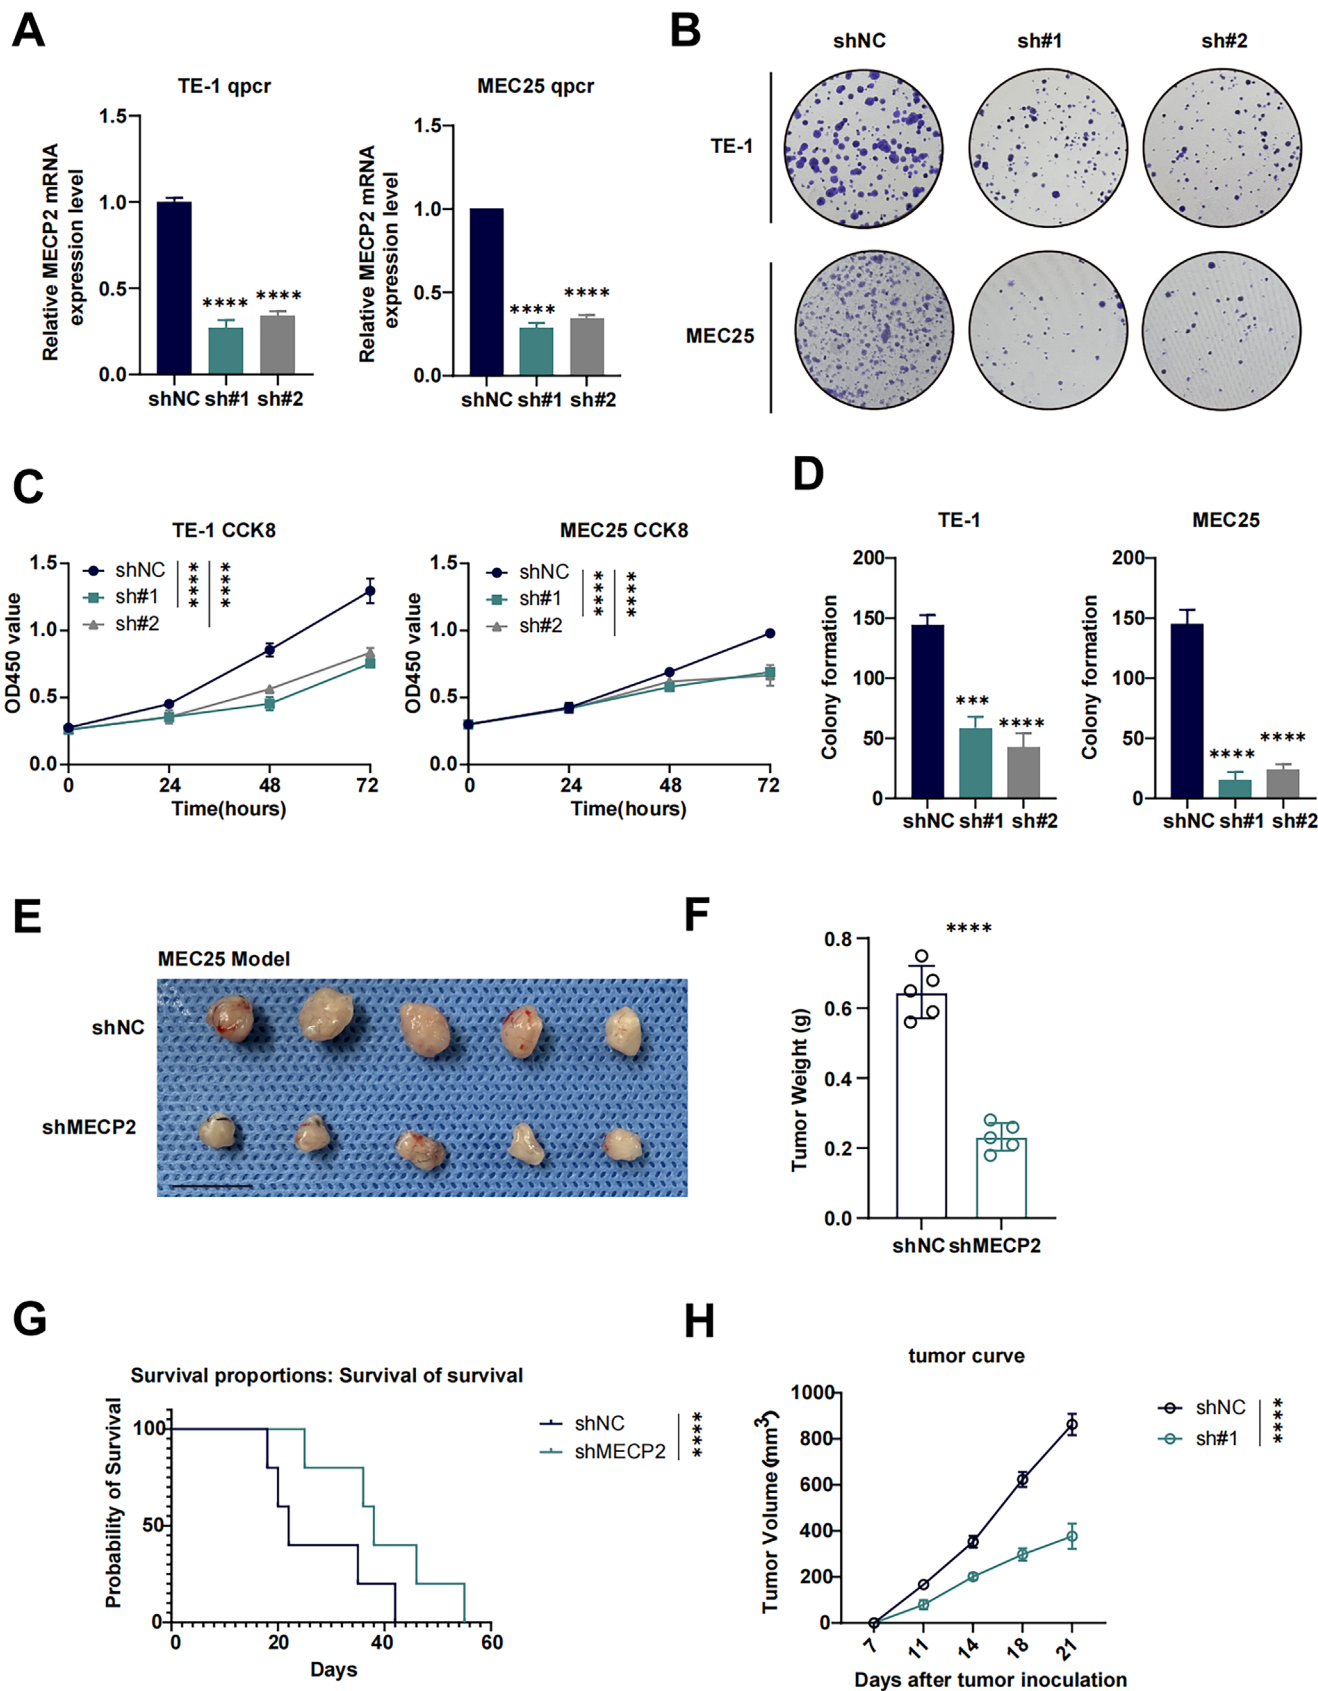 A
TE-1 qpcr
Relative MECP2 mRNA
expression level
1.5
1.0
0.5
0.0
****
****
shNC sh#1 sh#2
MEC25 qpcr
Relative MECP2 mRNA
expression level
1.5
1.0
0.5
0.0
****
****
shNC sh#1 sh#2
B
shNC sh#1 sh#2
TE-1
MEC25
C
TE-1 CCK8
OD450 value
1.5
1.0
0.5
0.0
shNC
sh#1
sh#2
****
****
0 24 48 72
Time(hours)
MEC25 CCK8
OD450 value
1.5
1.0
0.5
0.0
shNC
sh#1
sh#2
****
****
0 24 48 72
Time(hours)
D
TE-1
Colony formation
200
150
100
50
0
***
****
shNC sh#1 sh#2
MEC25
Colony formation
200
150
100
50
0
****
****
shNC sh#1 sh#2
E
MEC25 Model
shNC
shMECP2
F
****
Tumor Weight (g)
0.8
0.6
0.4
0.2
0.0
shNC shMECP2
G
Survival proportions: Survival of survival
Probability of Survival
100
50
0
0 20 40 60
Days
shNC
shMECP2
****
H
tumor curve
Tumor Volume (mm3)
1000
800
600
400
200
0
7 11 14 18 21
Days after tumor inoculation
shNC
sh#1
****